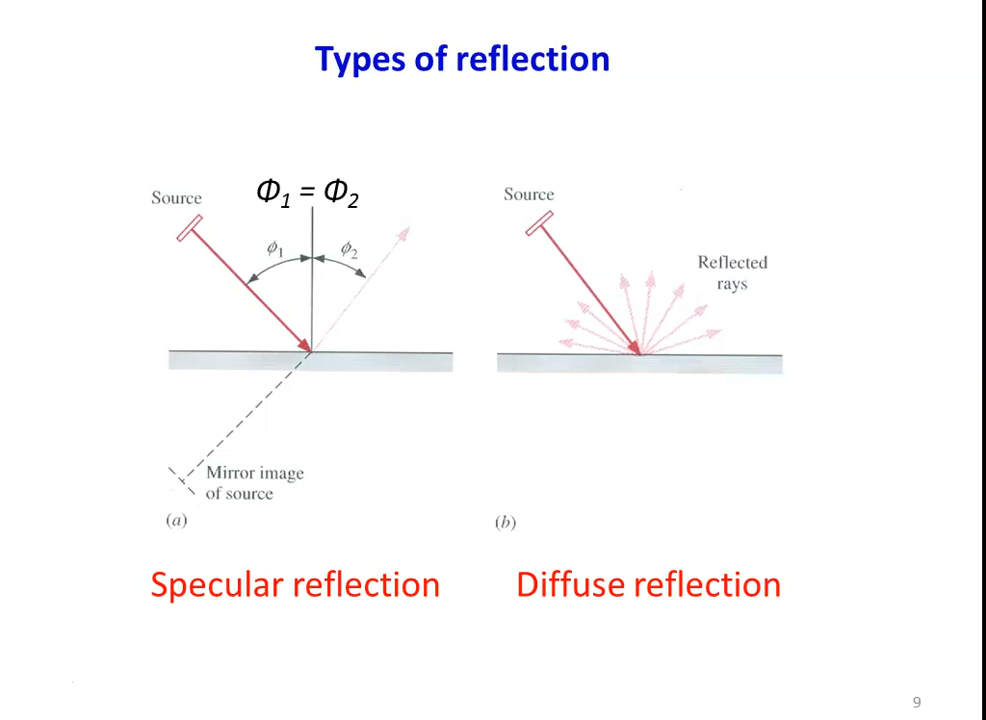 Types of reflection
Source
Φ1 = Φ2
ϕ1
ϕ2
Mirror image
of source
(a)
Source
Reflected
rays
(b)
Specular reflection
Diffuse reflection
9